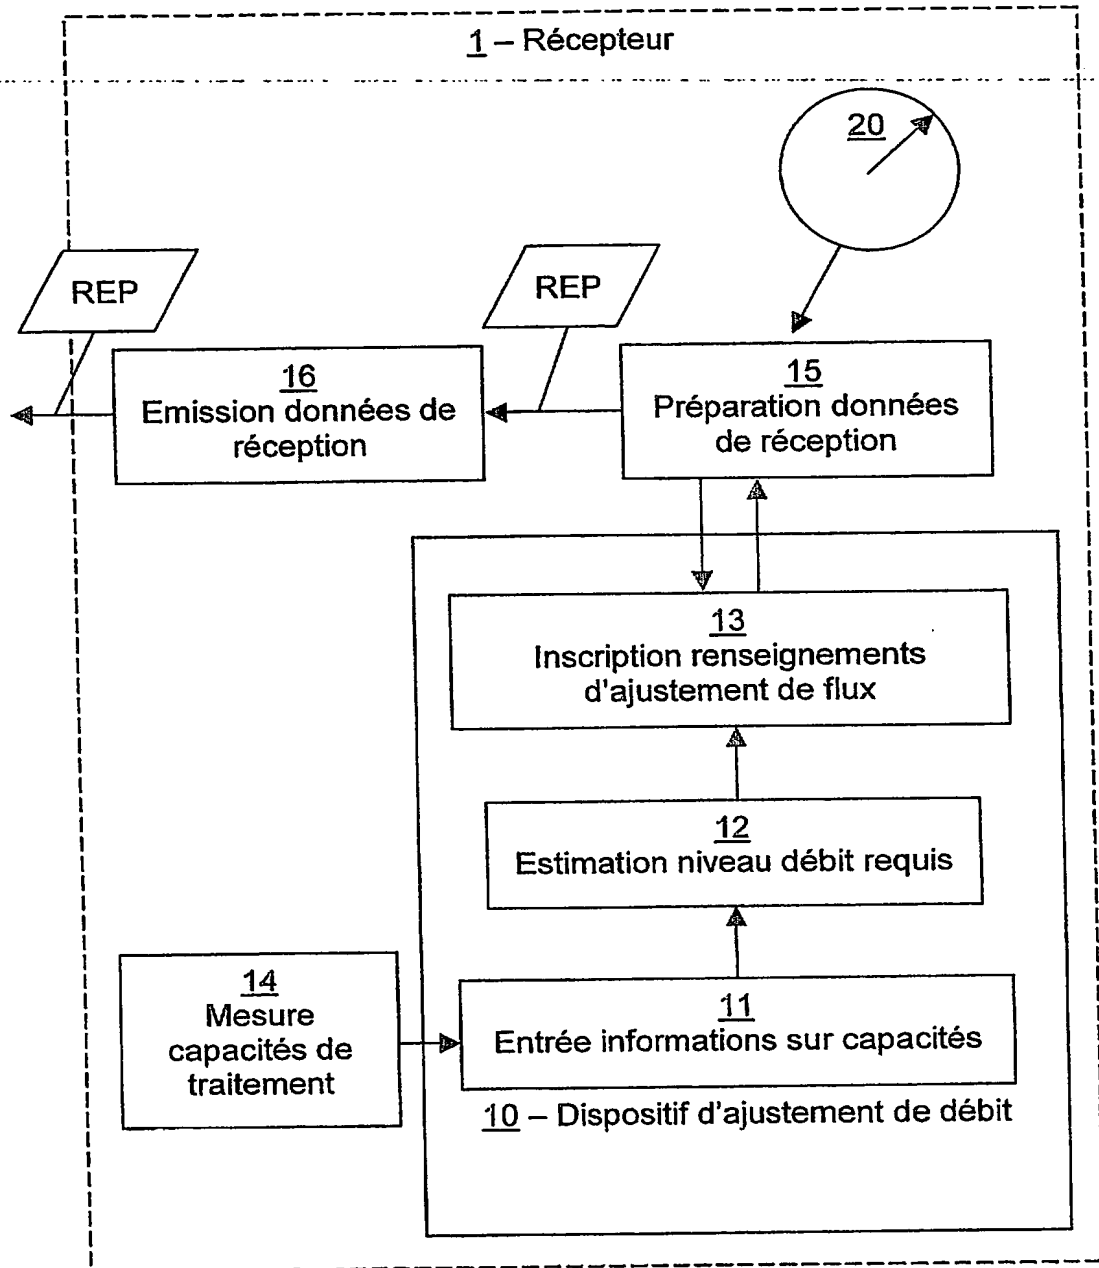 1 – Récepteur
20
REP
REP
16
Emission données de
réception
15
Préparation données
de réception
13
Inscription renseignements
d'ajustement de flux
12
Estimation niveau débit requis
14
Mesure
capacités de
traitement
11
Entrée informations sur capacités
10 – Dispositif d'ajustement de débit